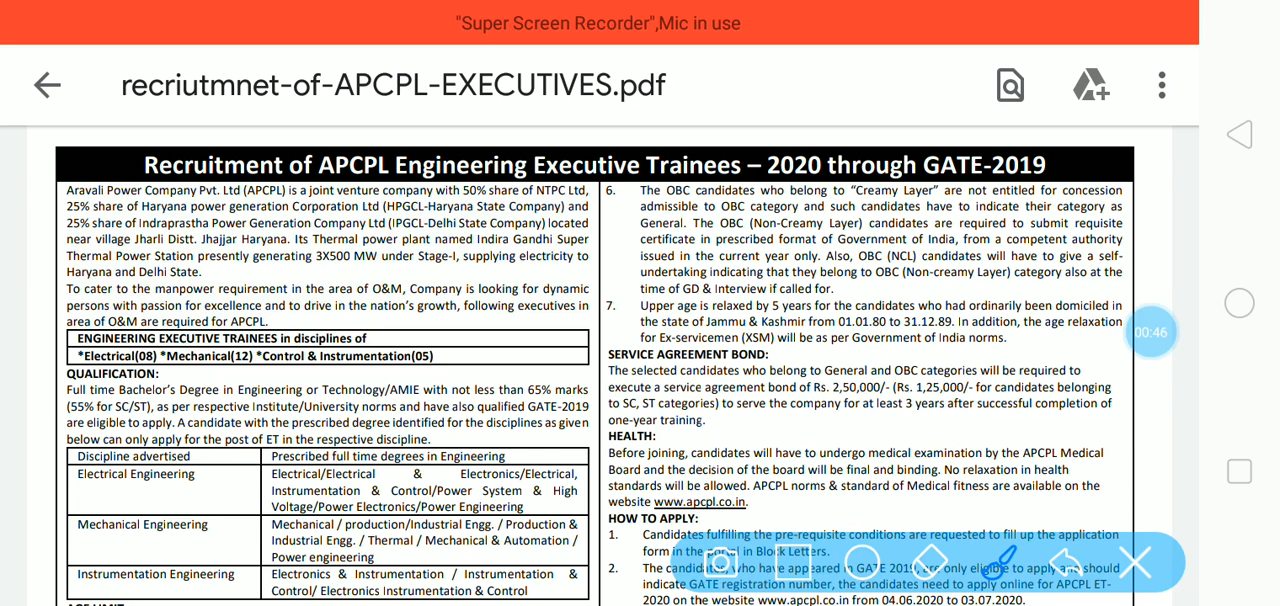 "Super Screen Recorder",Mic in use
recriutmnet-of-APCPL-EXECUTIVES.pdf
Recruitment of APCPL Engineering Executive Trainees – 2020 through GATE-2019
Aravali Power Company Pvt. Ltd (APCPL) is a joint venture company with 50% share of NTPC Ltd,
25% share of Haryana power generation Corporation Ltd (HPGCL-Haryana State Company) and
25% share of Indraprastha Power Generation Company Ltd (IPGCL-Delhi State Company) located
near village Jharli Distt. Jhajjar Haryana. Its Thermal power plant named Indira Gandhi Super
Thermal Power Station presently generating 3X500 MW under Stage-I, supplying electricity to
Haryana and Delhi State.
To cater to the manpower requirement in the area of O&M, Company is looking for dynamic
persons with passion for excellence and to drive in the nation's growth, following executives in
area of O&M are required for APCPL.
ENGINEERING EXECUTIVE TRAINEES in disciplines of
*Electrical(08) *Mechanical(12) *Control & Instrumentation(05)
QUALIFICATION:
Full time Bachelor's Degree in Engineering or Technology/AMIE with not less than 65% marks
(55% for SC/ST), as per respective Institute/University norms and have also qualified GATE-2019
are eligible to apply. A candidate with the prescribed degree identified for the disciplines as given
below can only apply for the post of ET in the respective discipline.
Discipline advertised Prescribed full time degrees in Engineering
Electrical Engineering Electrical/Electrical & Electronics/Electrical,
Instrumentation & Control/Power System & High
Voltage/Power Electronics/Power Engineering
Mechanical Engineering Mechanical / production/Industrial Engg. / Production &
Industrial Engg. / Thermal / Mechanical & Automation /
Power engineering
Instrumentation Engineering Electronics & Instrumentation / Instrumentation &
Control/ Electronics Instrumentation & Control
6. The OBC candidates who belong to "Creamy Layer" are not entitled for concession
admissible to OBC category and such candidates have to indicate their category as
General. The OBC (Non-Creamy Layer) candidates are required to submit requisite
certificate in prescribed format of Government of India, from a competent authority
issued in the current year only. Also, OBC (NCL) candidates will have to give a self-
undertaking indicating that they belong to OBC (Non-creamy Layer) category also at the
time of GD & Interview if called for.
7. Upper age is relaxed by 5 years for the candidates who had ordinarily been domiciled in
the state of Jammu & Kashmir from 01.01.80 to 31.12.89. In addition, the age relaxation
for Ex-servicemen (XSM) will be as per Government of India norms.
SERVICE AGREEMENT BOND:
The selected candidates who belong to General and OBC categories will be required to
execute a service agreement bond of Rs. 2,50,000/- (Rs. 1,25,000/- for candidates belonging
to SC, ST categories) to serve the company for at least 3 years after successful completion of
one-year training.
HEALTH:
Before joining, candidates will have to undergo medical examination by the APCPL Medical
Board and the decision of the board will be final and binding. No relaxation in health
standards will be allowed. APCPL norms & standard of Medical fitness are available on the
website www.apcpl.co.in.
HOW TO APPLY:
1. Candidates fulfilling the pre-requisite conditions are requested to fill up the application
form in the portal in Block Letters.
2. The candidates, who have appeared in GATE 2019, are only eligible to apply and should
indicate GATE registration number, the candidates need to apply online for APCPL ET-
2020 on the website www.apcpl.co.in from 04.06.2020 to 03.07.2020.
00:46